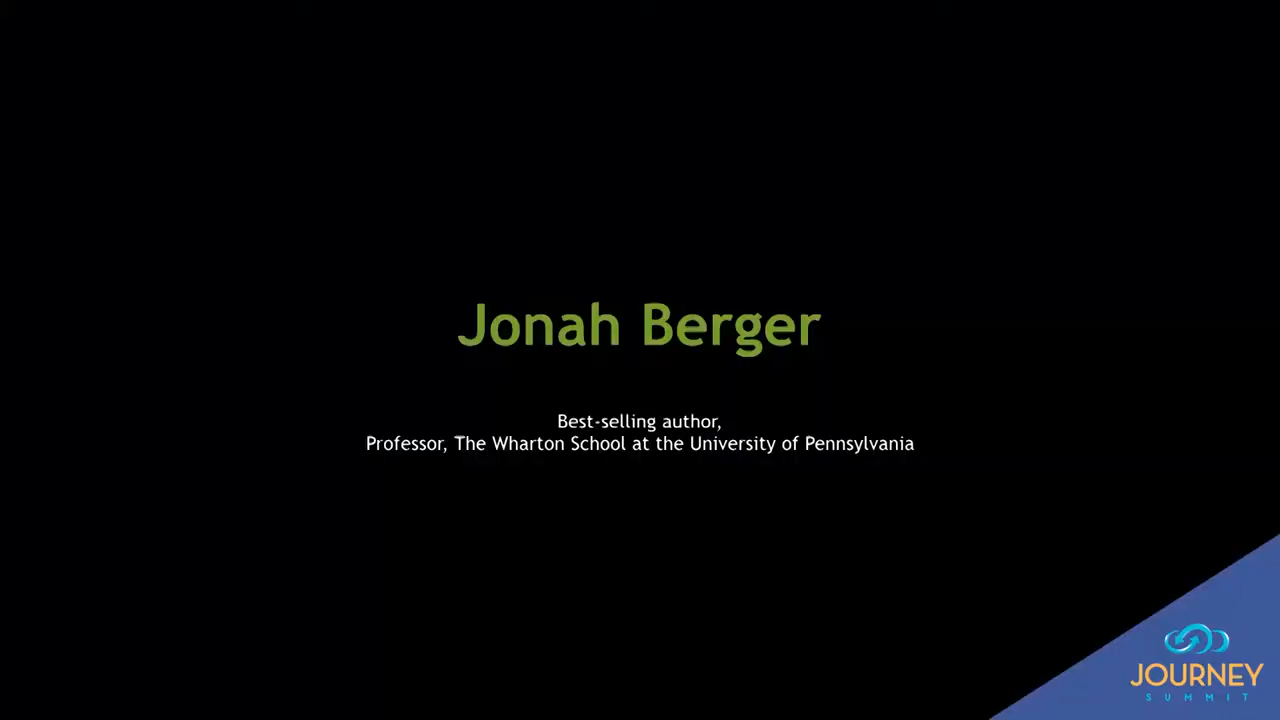 Jonah Berger
Best-selling author,
Professor, The Wharton School at the University of Pennsylvania
JOURNEY
SUMMIT